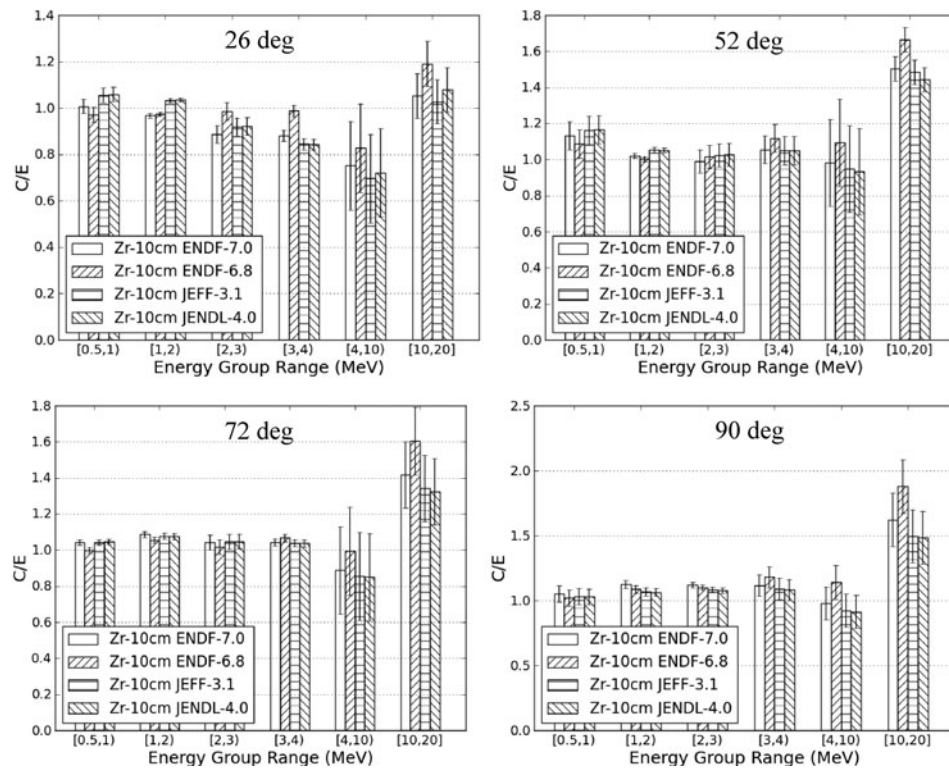 26 deg
C/E
1.4
1.2
1.0
0.8
0.6
0.4
0.2
0.0
Zr-10cm ENDF-7.0
Zr-10cm ENDF-6.8
Zr-10cm JEFF-3.1
Zr-10cm JENDL-4.0
[0.5,1) [1,2) [2,3) [3,4) [4,10) [10,20]
Energy Group Range (MeV)
52 deg
C/E
1.8
1.6
1.4
1.2
1.0
0.8
0.6
0.4
0.2
0.0
Zr-10cm ENDF-7.0
Zr-10cm ENDF-6.8
Zr-10cm JEFF-3.1
Zr-10cm JENDL-4.0
[0.5,1) [1,2) [2,3) [3,4) [4,10) [10,20]
Energy Group Range (MeV)
72 deg
C/E
1.8
1.6
1.4
1.2
1.0
0.8
0.6
0.4
0.2
0.0
Zr-10cm ENDF-7.0
Zr-10cm ENDF-6.8
Zr-10cm JEFF-3.1
Zr-10cm JENDL-4.0
[0.5,1) [1,2) [2,3) [3,4) [4,10) [10,20]
Energy Group Range (MeV)
90 deg
C/E
2.5
2.0
1.5
1.0
0.5
0.0
Zr-10cm ENDF-7.0
Zr-10cm ENDF-6.8
Zr-10cm JEFF-3.1
Zr-10cm JENDL-4.0
[0.5,1) [1,2) [2,3) [3,4) [4,10) [10,20]
Energy Group Range (MeV)